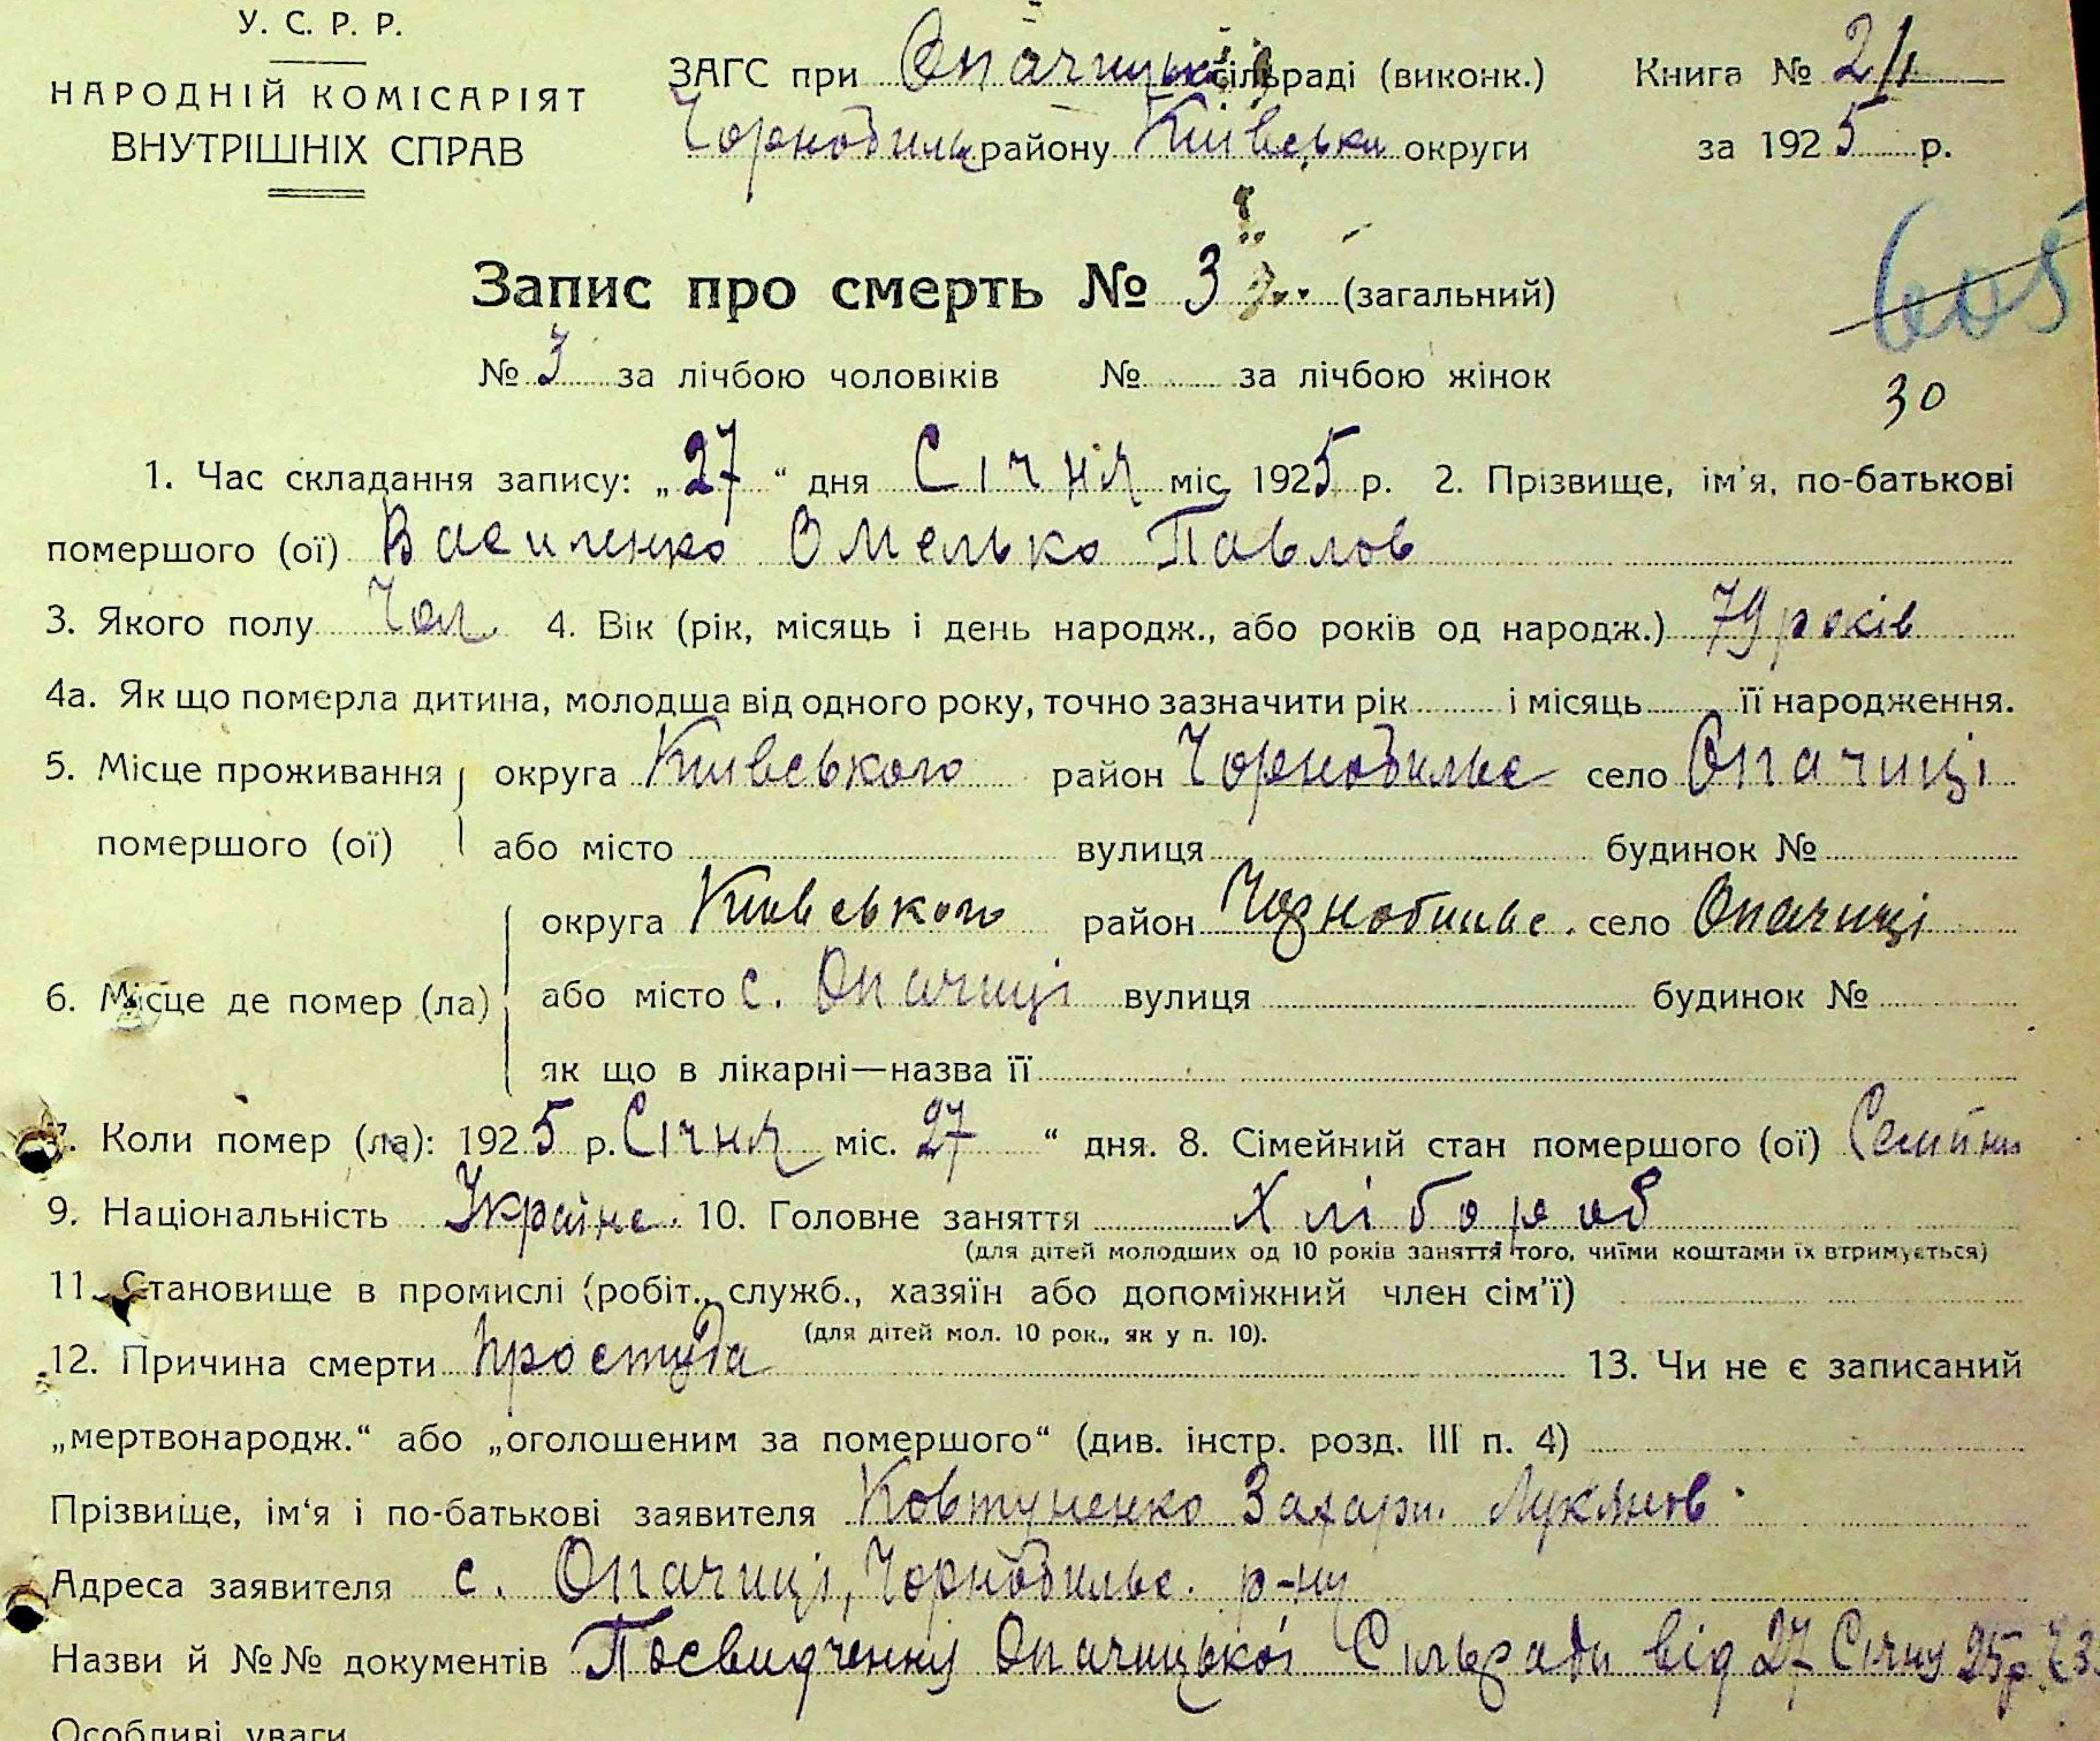 У. С. Р. Р.
НАРОДНІЙ КОМІСАРІЯТ
ВНУТРІШНІХ СПРАВ
ЗАГС при Опачицькій сільраді (виконк.)
Чорнобильс району Київськи округи
Книга № 2/1
за 1925 р.
Запис про смерть № 3 (загальний)
№ 3 за лічбою чоловіків № за лічбою жінок
605
30
1. Час складання запису: „27“ дня Січня міс. 1925 р. 2. Прізвище, ім'я, по-батькові
помершого (ої) Василенко Омелько Павлов
3. Якого полу Чол. 4. Вік (рік, місяць і день народж., або років од народж.) 79 років
4а. Як що померла дитина, молодша від одного року, точно зазначити рік і місяць її народження.
5. Місце проживання округа Київського район Чорнобильс село Опачиці
помершого (ої) або місто вулиця будинок №
округа Київського район Чорнобильс. село Опачиці
6. Місце де помер (ла) або місто с. Опачиці вулиця будинок №
як що в лікарні—назва її
7. Коли помер (ла): 1925 р. Січня міс. 27 “ дня. 8. Сімейний стан помершого (ої)
9. Національність Украінс. 10. Головне заняття Хлібороб
(для дітей молодших од 10 років заняття того, чиїми коштами їх втримується)
11. Становище в промислі (робіт., служб., хазяїн або допоміжний член сім'ї)
(для дітей мол. 10 рок., як у п. 10).
12. Причина смерти простуда 13. Чи не є записаний
„мертвонародж.“ або „оголошеним за помершого“ (див. інстр. розд. III п. 4)
Прізвище, ім'я і по-батькові заявителя Ковтуненко Захарі. Лукянов
Адреса заявителя с. Опачиці, Чорнобильс. р-ну
Назви й №№ документів Посвидченну Опачицькоі Сильради від 27 Січну 25р.
Особливі уваги